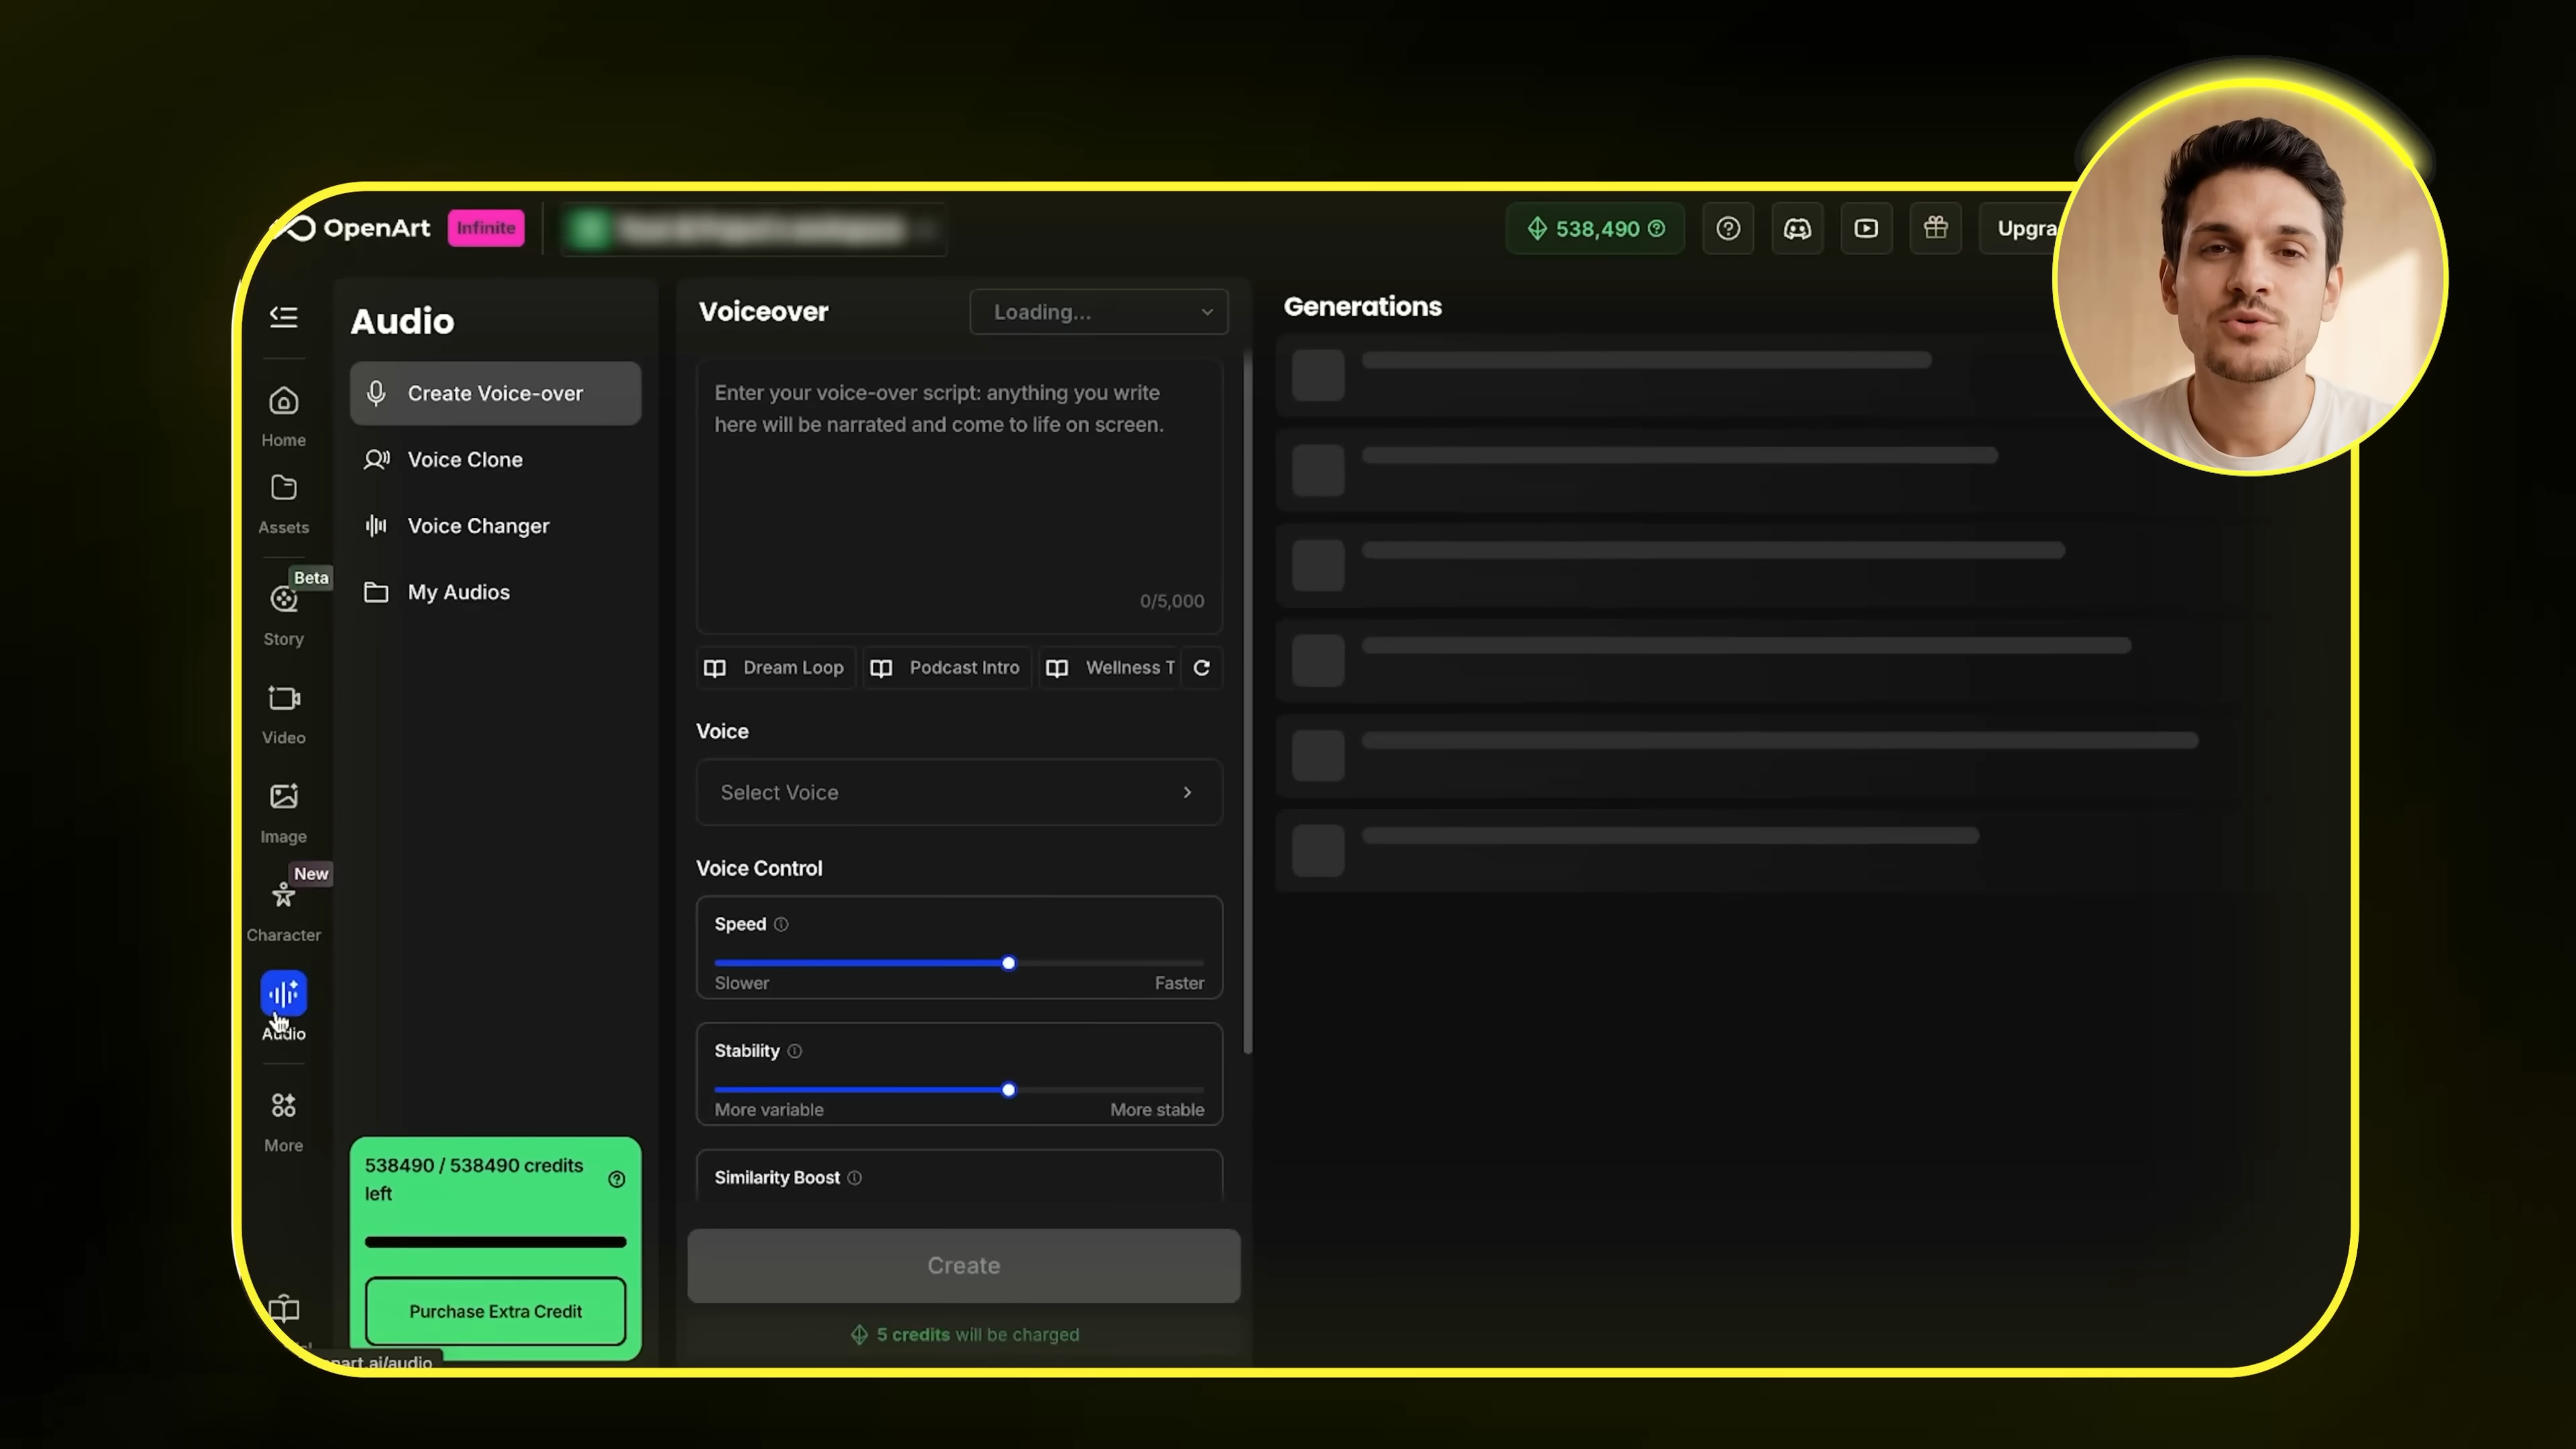 OpenArt
Infinite
538,490
Upgra
Audio
Create Voice-over
Voice Clone
Voice Changer
My Audios
Home
Assets
Beta
Story
Video
Image
New
Character
Audio
More
538490 / 538490 credits
left
Purchase Extra Credit
part.ai/audio
Voiceover
Loading...
Enter your voice-over script: anything you write
here will be narrated and come to life on screen.
0/5,000
Dream Loop
Podcast Intro
Wellness T
Voice
Select Voice
Voice Control
Speed
Slower
Faster
Stability
More variable
More stable
Similarity Boost
Create
5 credits will be charged
Generations